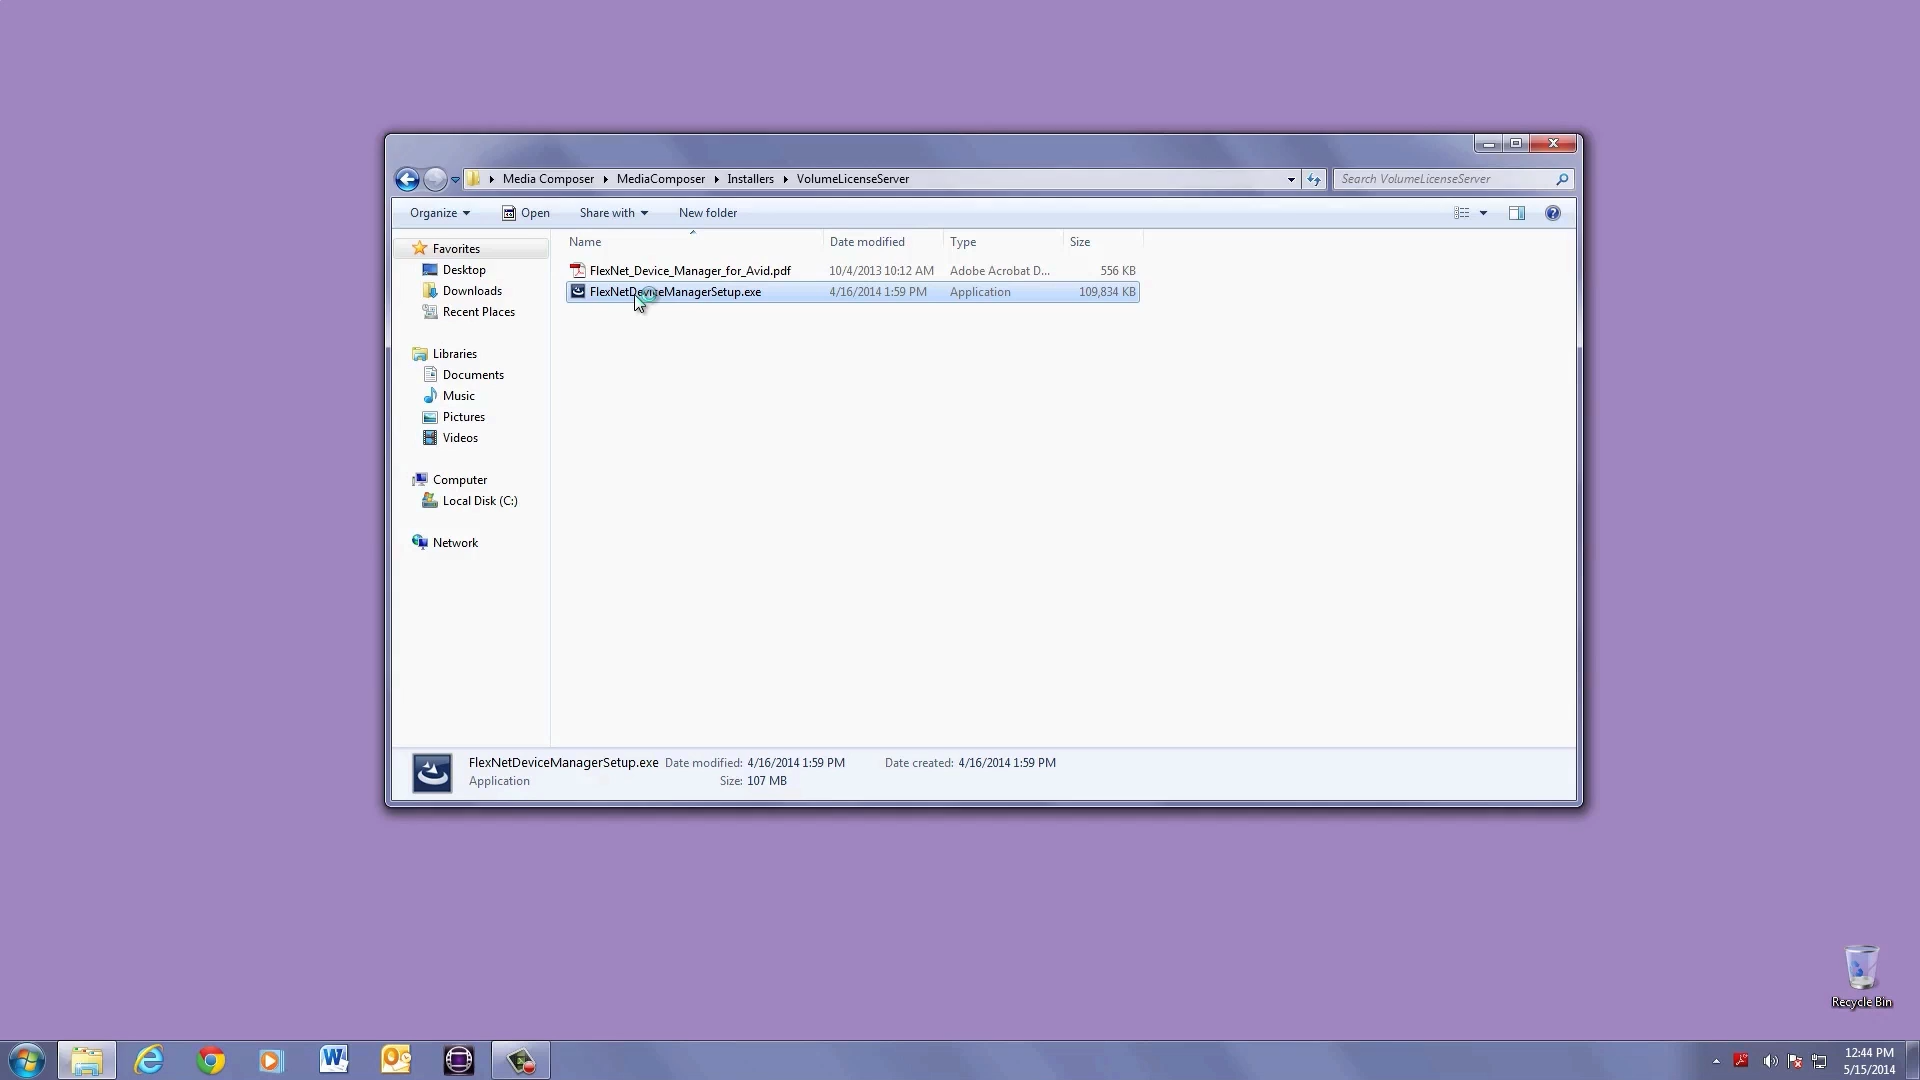 Media Composer MediaComposer Installers VolumeLicenseServer Search VolumeLicenseServer
Organize Open Share with New folder
Name Date modified Type Size
FlexNet_Device_Manager_for_Avid.pdf 10/4/2013 10:12 AM Adobe Acrobat D... 556 KB
FlexNetDeviceManagerSetup.exe 4/16/2014 1:59 PM Application 109,834 KB
Favorites
Desktop
Downloads
Recent Places
Libraries
Documents
Music
Pictures
Videos
Computer
Local Disk (C:)
Network
FlexNetDeviceManagerSetup.exe Date modified: 4/16/2014 1:59 PM Date created: 4/16/2014 1:59 PM
Application Size: 107 MB
Recycle Bin
12:44 PM
5/15/2014